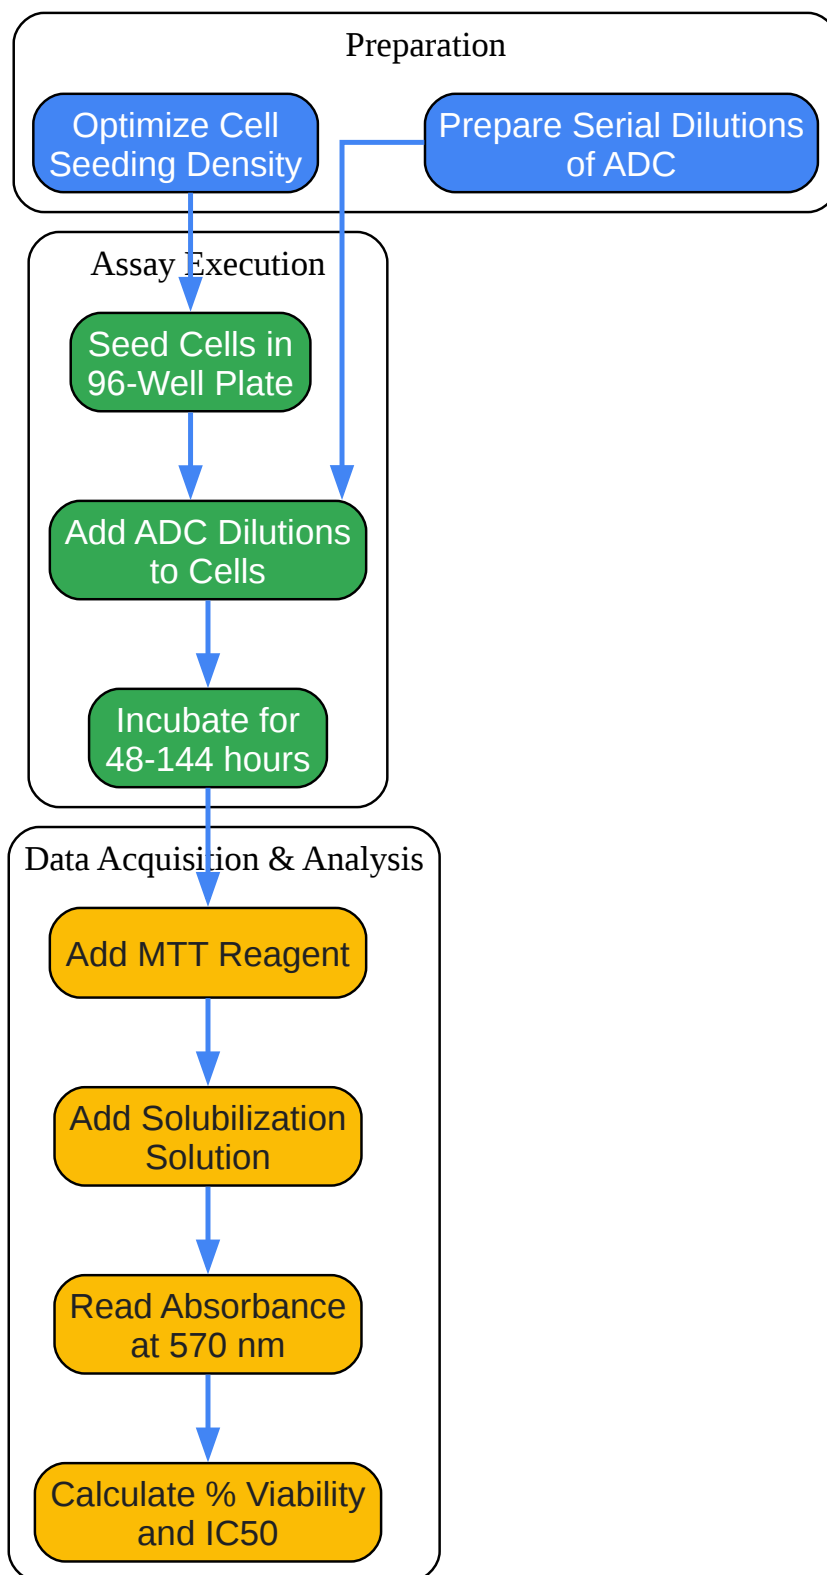 Preparation
Optimize Cell
Seeding Density
Prepare Serial Dilutions
of ADC
Assay Execution
Seed Cells in
96-Well Plate
Add ADC Dilutions
to Cells
Incubate for
48-144 hours
Data Acquisition & Analysis
Add MTT Reagent
Add Solubilization
Solution
Read Absorbance
at 570 nm
Calculate % Viability
and IC50